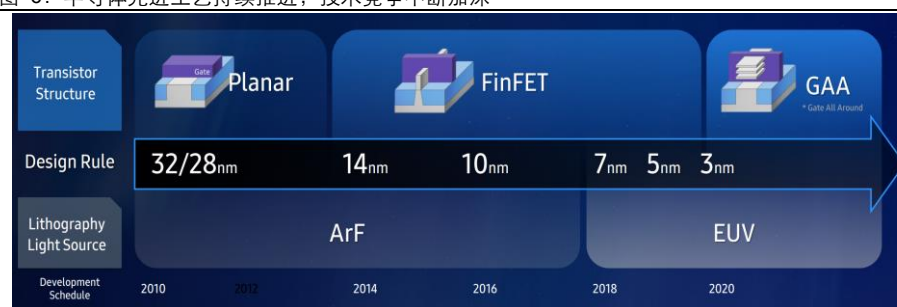 图 3：半导体先进工艺持续推进，技术竞争不断加深
Transistor
Structure
Gate
Planar
FinFET
GAA
* Gate All Around
Design Rule
32/28nm
14nm
10nm
7nm
5nm
3nm
Lithography
Light Source
ArF
EUV
Development
Schedule
2010
2012
2014
2016
2018
2020